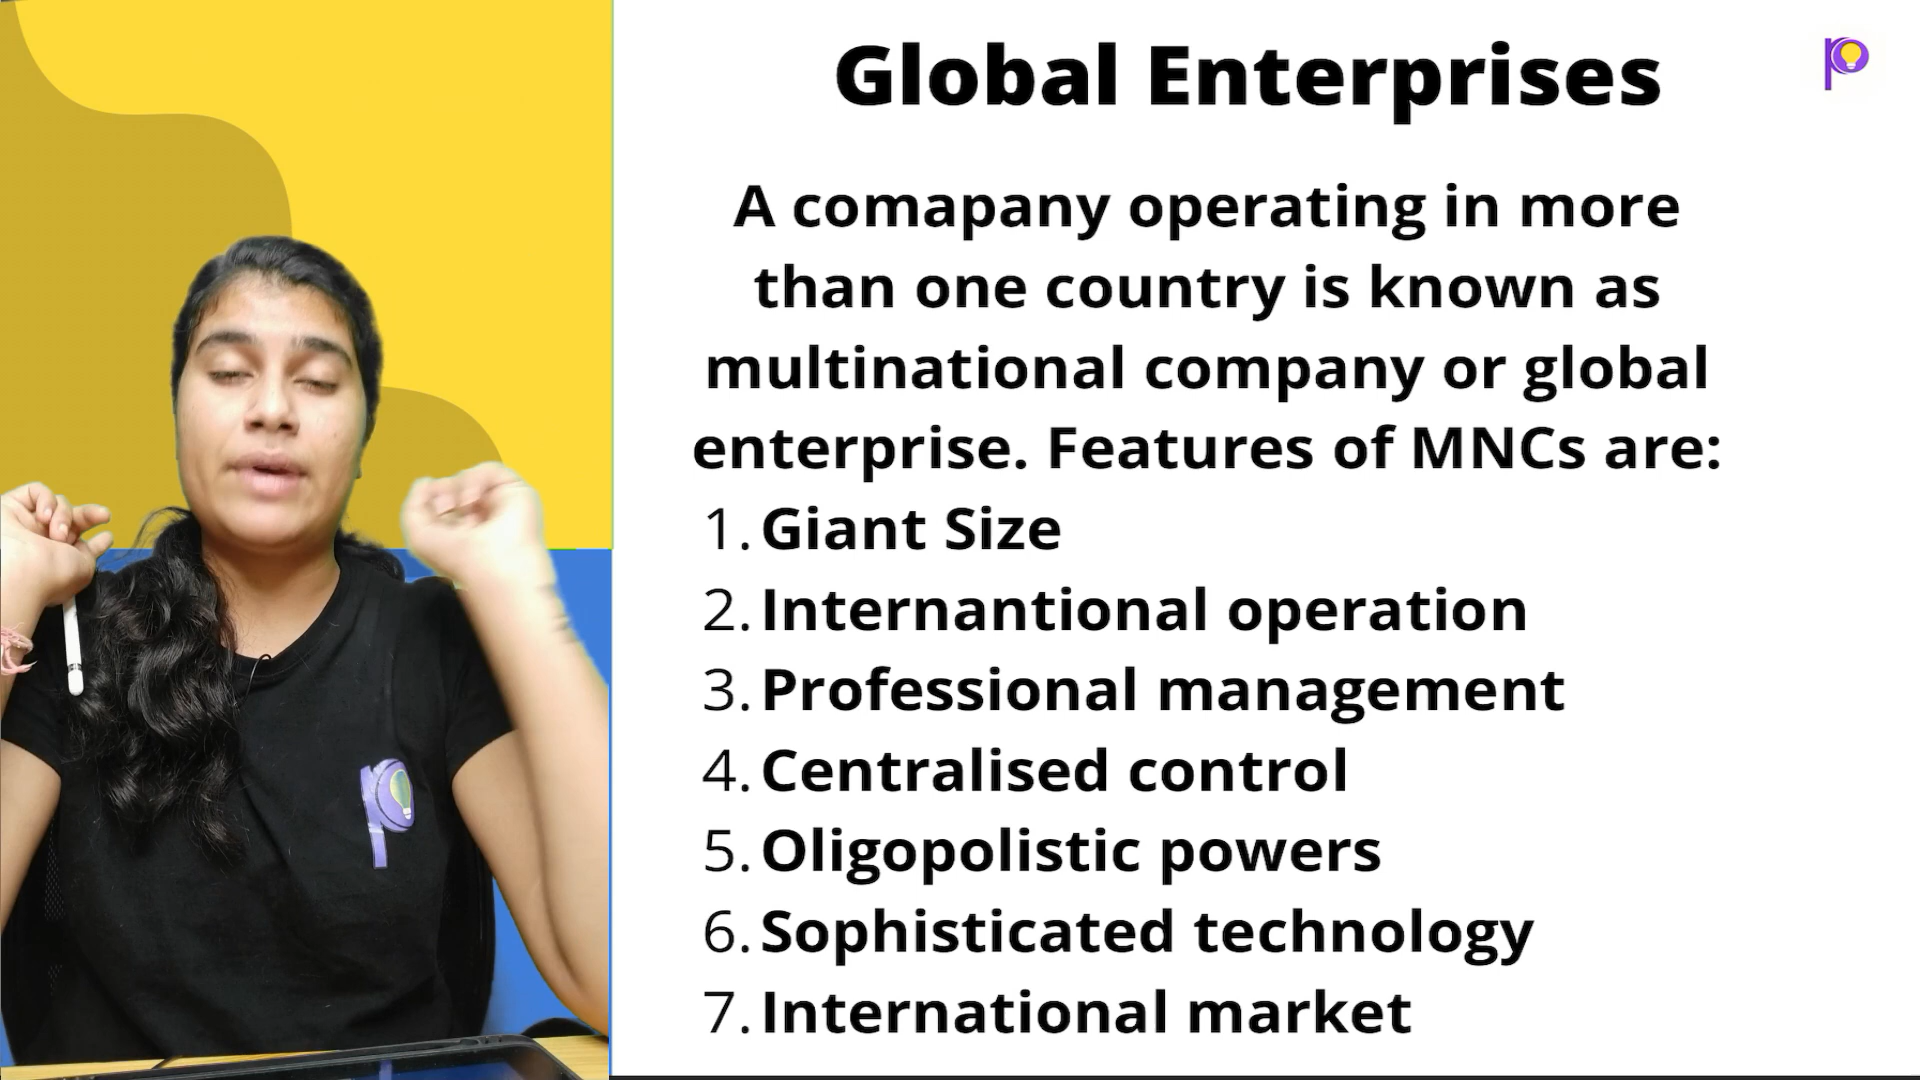 Global Enterprises
A comapany operating in more
than one country is known as
multinational company or global
enterprise. Features of MNCs are:
1. Giant Size
2. Internantional operation
3. Professional management
4. Centralised control
5. Oligopolistic powers
6. Sophisticated technology
7. International market